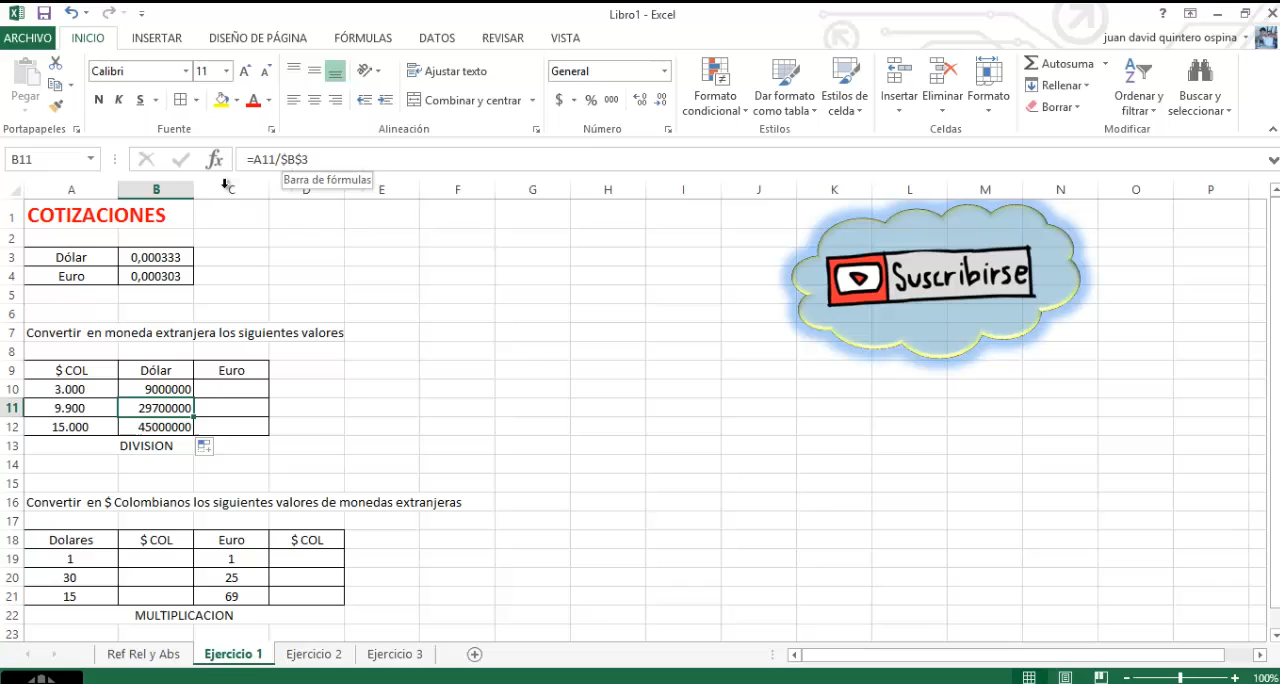 Libro1 - Excel
ARCHIVO INICIO INSERTAR DISEÑO DE PÁGINA FÓRMULAS DATOS REVISAR VISTA juan david quintero ospina
Pegar Calibri 11 Ajustar texto General Formato condicional Dar formato como tabla Estilos de celda Insertar Eliminar Formato Autosuma Ordenar y filtrar Buscar y seleccionar
N K S Combinar y centrar $ % 000 Rellenar
Borrar
Portapapeles Fuente Alineación Número Estilos Celdas Modificar
B11 fx =A11/$B$3
Barra de fórmulas
A B C D E F G H I J K L M N O P
1 COTIZACIONES
2
3 Dólar 0,000333
4 Euro 0,000303
Suscribirse
5
6
7 Convertir en moneda extranjera los siguientes valores
8
9 $ COL Dólar Euro
10 3.000 9000000
11 9.900 29700000
12 15.000 45000000
13 DIVISION
14
15
16 Convertir en $ Colombianos los siguientes valores de monedas extranjeras
17
18 Dolares $ COL Euro $ COL
19 1 1
20 30 25
21 15 69
22 MULTIPLICACION
23
Ref Rel y Abs Ejercicio 1 Ejercicio 2 Ejercicio 3
100%